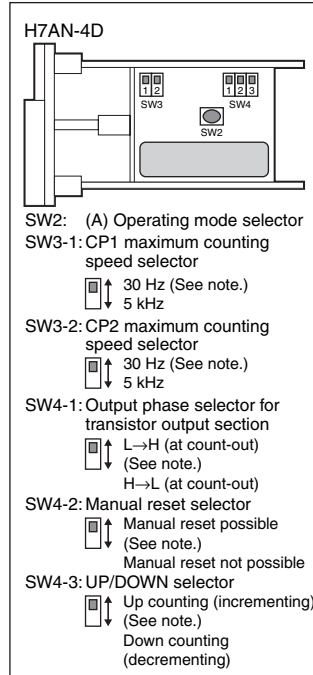 H7AN-4D
1 2
1 2 3
SW3
SW4
SW2
SW2: (A) Operating mode selector
SW3-1: CP1 maximum counting
speed selector
30 Hz (See note.)
5 kHz
SW3-2: CP2 maximum counting
speed selector
30 Hz (See note.)
5 kHz
SW4-1: Output phase selector for
transistor output section
L→H (at count-out)
(See note.)
H→L (at count-out)
SW4-2: Manual reset selector
Manual reset possible
(See note.)
Manual reset not possible
SW4-3: UP/DOWN selector
Up counting (incrementing)
(See note.)
Down counting
(decrementing)